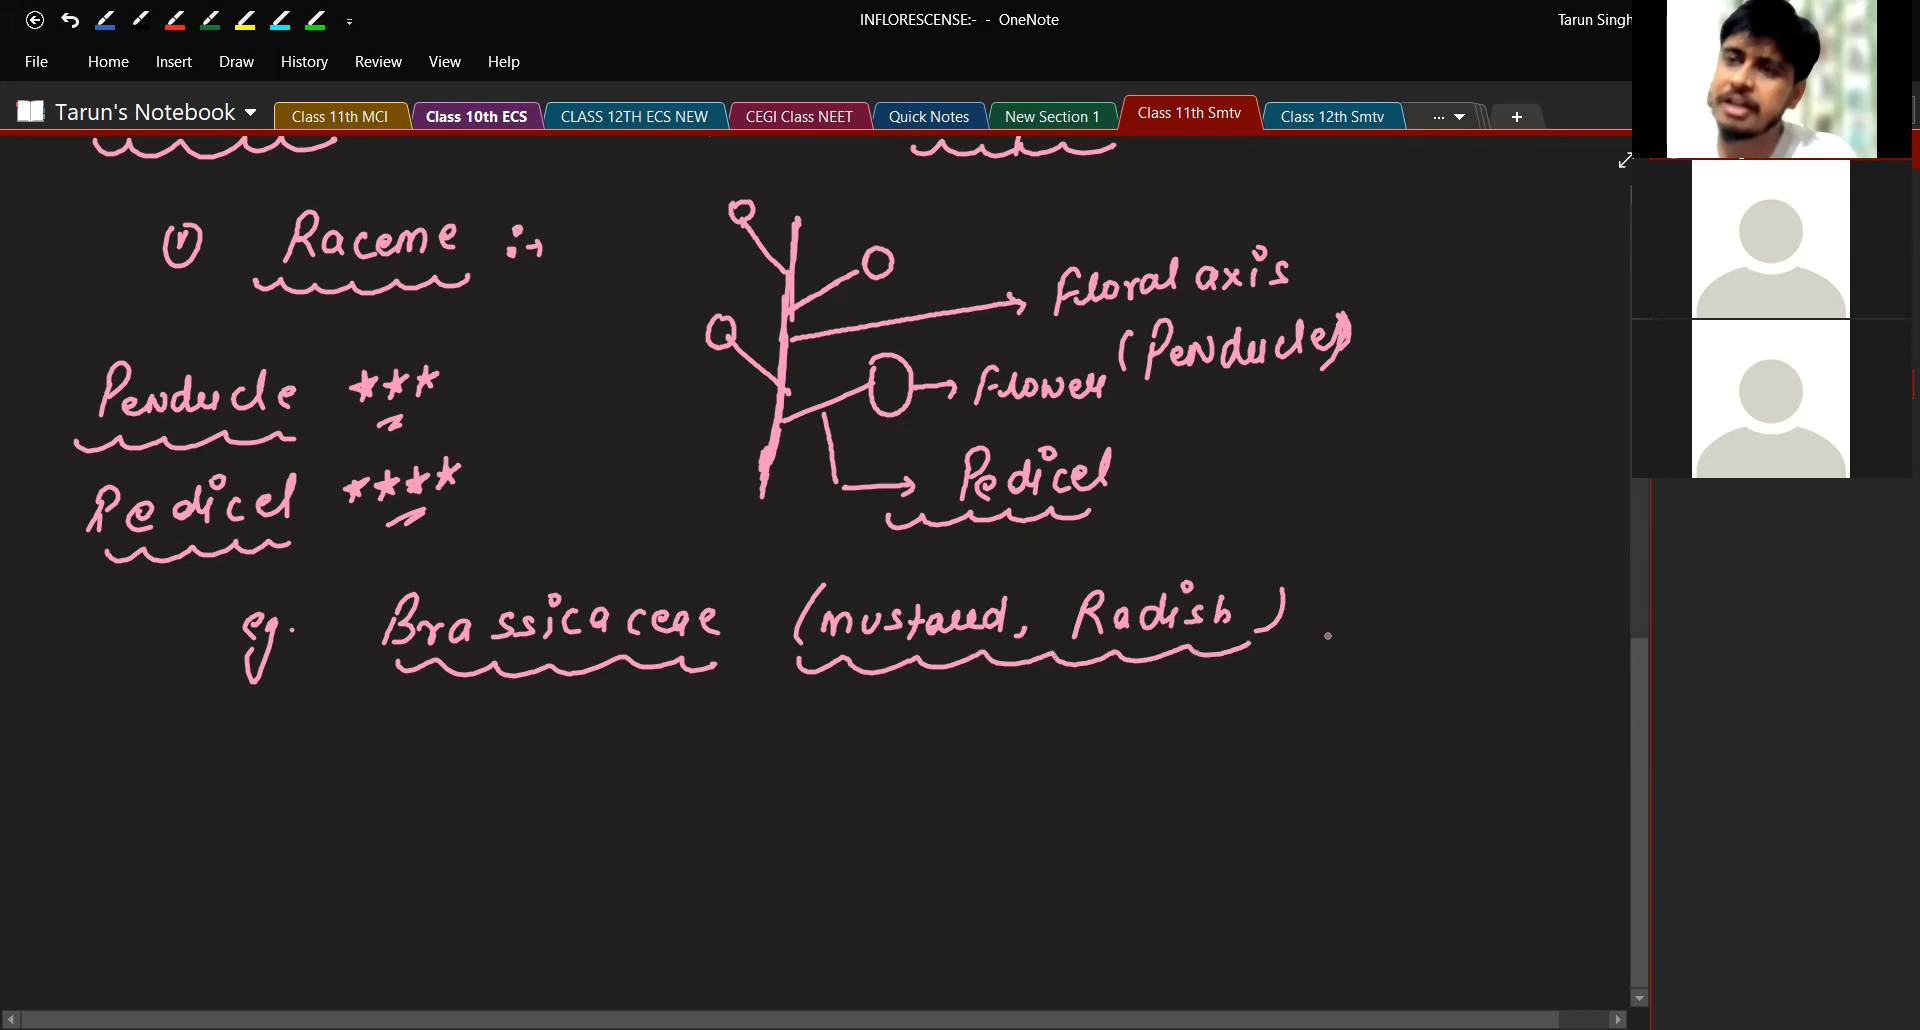 INFLORESCENSE:- - OneNote
Tarun Singh
File Home Insert Draw History Review View Help
Tarun's Notebook
Class 11th MCI
Class 10th ECS
CLASS 12TH ECS NEW
CEGI Class NEET
Quick Notes
New Section 1
Class 11th Smtv
Class 12th Smtv
... +
Raceme :→
Floral axis
(Penducle)
Flower
Penducle ***
Pedicel ****
Pedicel
eg. Brassicaceae (mustard, Radish)